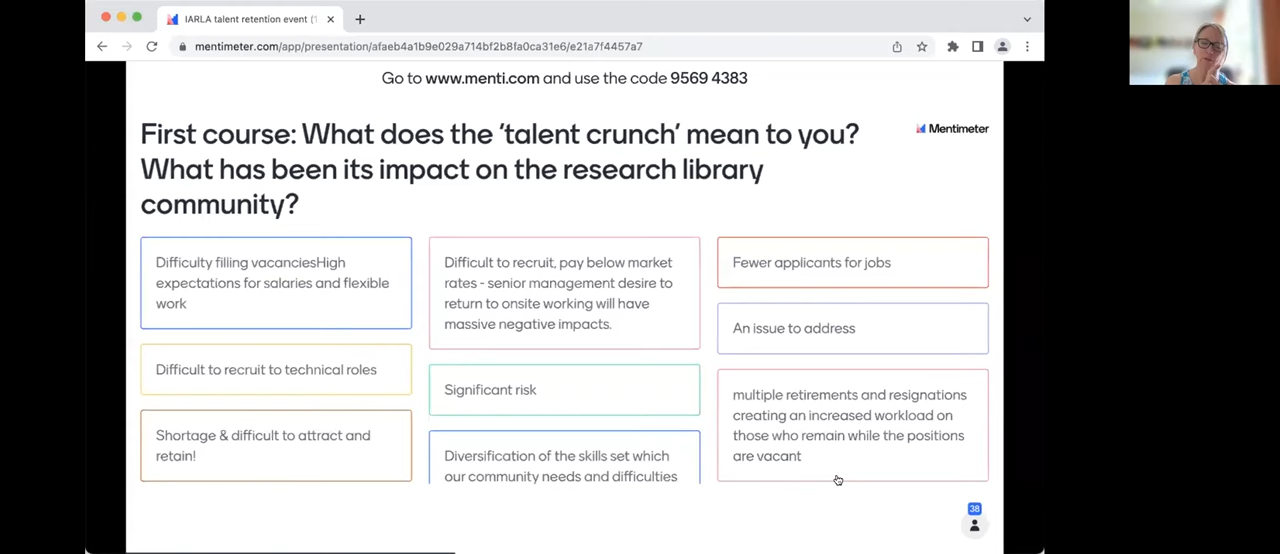 IARLA talent retention event (1
mentimeter.com/app/presentation/afaeb4a1b9e029a714bf2b8fa0ca31e6/e21a7f4457a7
Go to www.menti.com and use the code 9569 4383
First course: What does the ‘talent crunch’ mean to you?
What has been its impact on the research library
community?
Mentimeter
Difficulty filling vacanciesHigh
expectations for salaries and flexible
work
Difficult to recruit to technical roles
Shortage & difficult to attract and
retain!
Difficult to recruit, pay below market
rates - senior management desire to
return to onsite working will have
massive negative impacts.
Significant risk
Diversification of the skills set which
our community needs and difficulties
Fewer applicants for jobs
An issue to address
multiple retirements and resignations
creating an increased workload on
those who remain while the positions
are vacant
38